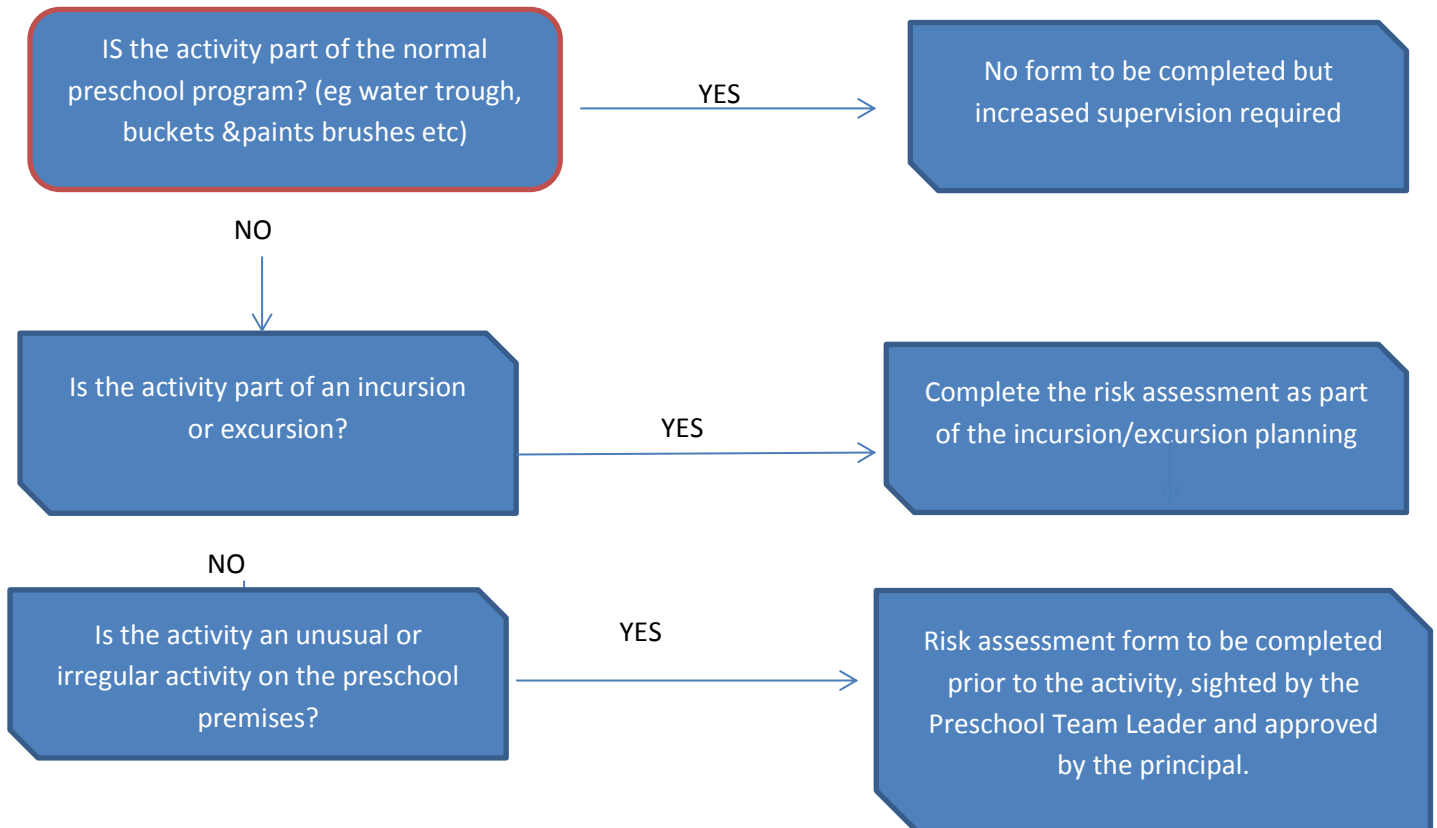 IS the activity part of the normal
preschool program? (eg water trough,
buckets &paints brushes etc)
YES
No form to be completed but
increased supervision required
NO
Is the activity part of an incursion
or excursion?
YES
Complete the risk assessment as part
of the incursion/excursion planning
NO
Is the activity an unusual or
irregular activity on the preschool
premises?
YES
Risk assessment form to be completed
prior to the activity, sighted by the
Preschool Team Leader and approved
by the principal.